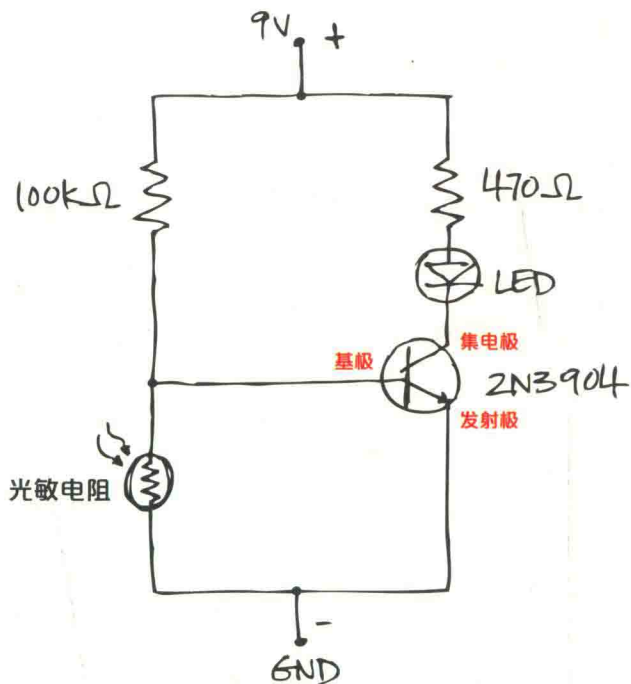 9V +
100kΩ
470Ω
LED
基极
集电极
2N3904
发射极
光敏电阻
-
GND